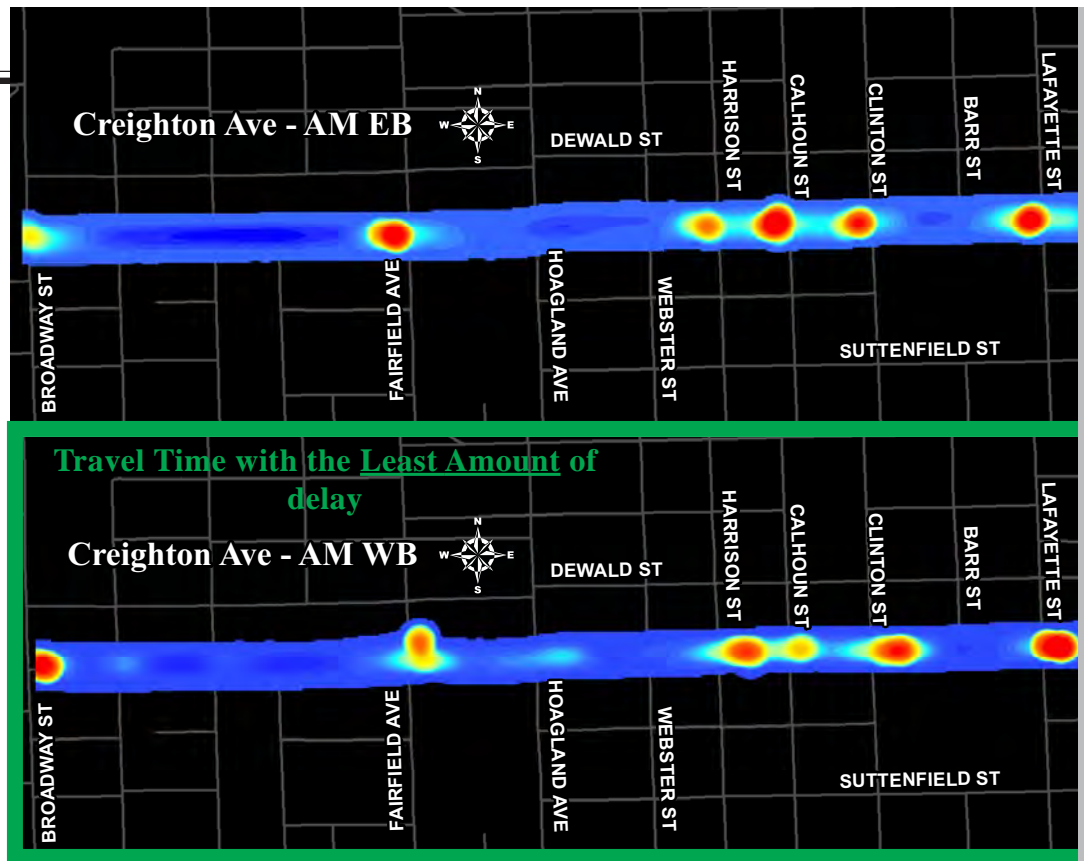 HARRISON ST
CALHOUN ST
CLINTON ST
BARR ST
LAFAYETTE ST
Creighton Ave - AM EB
N
W E
S
DEWALD ST
BROADWAY ST
FAIRFIELD AVE
HOAGLAND AVE
WEBSTER ST
SUTTENFIELD ST
Travel Time with the Least Amount of
delay
HARRISON ST
CALHOUN ST
CLINTON ST
BARR ST
LAFAYETTE ST
Creighton Ave - AM WB
N
W E
S
DEWALD ST
BROADWAY ST
FAIRFIELD AVE
HOAGLAND AVE
WEBSTER ST
SUTTENFIELD ST